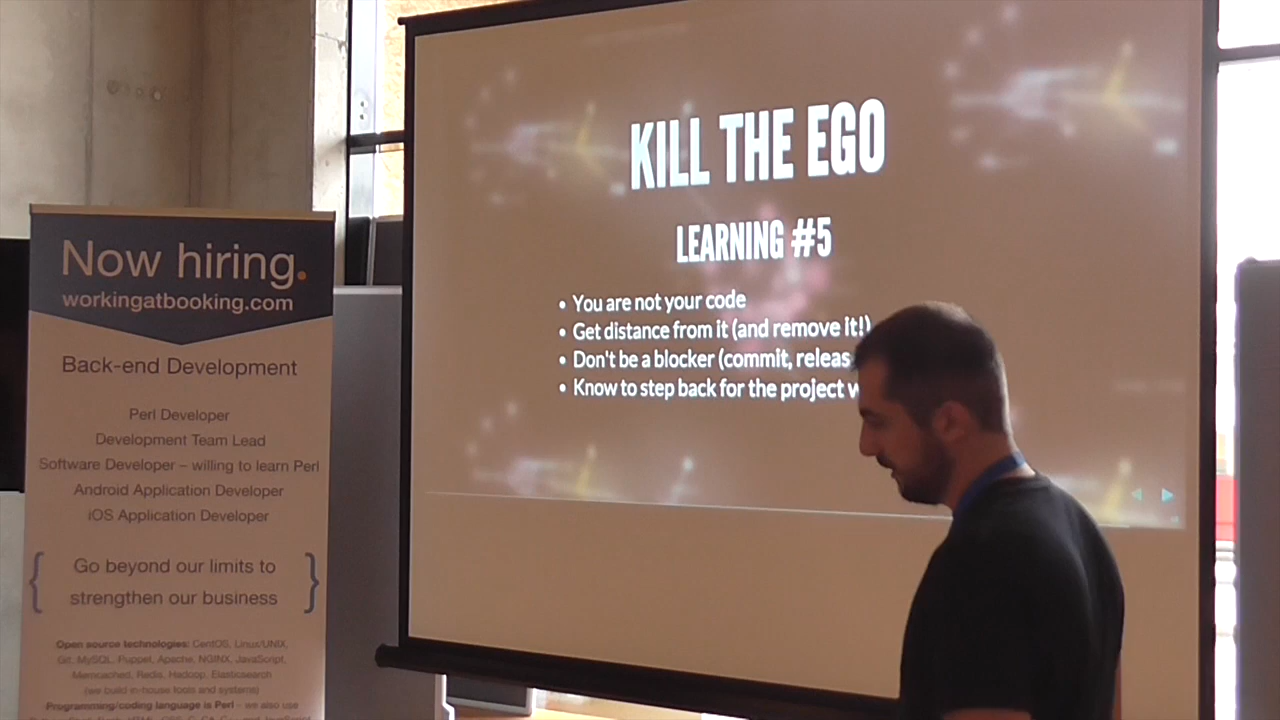 Now hiring.
workingatbooking.com
Back-end Development
Perl Developer
Development Team Lead
Software Developer – willing to learn Perl
Android Application Developer
iOS Application Developer
{ Go beyond our limits to }
strengthen our business
Open source technologies: CentOS, Linux/UNIX,
Git, MySQL, Puppet, Apache, NGINX, JavaScript,
Memcached, Redis, Hadoop, Elasticsearch
(we build in-house tools and systems)
Programming/coding language is Perl – we also use
KILL THE EGO
LEARNING #5
• You are not your code
• Get distance from it (and remove it!)
• Don't be a blocker (commit, releas
• Know to step back for the project w